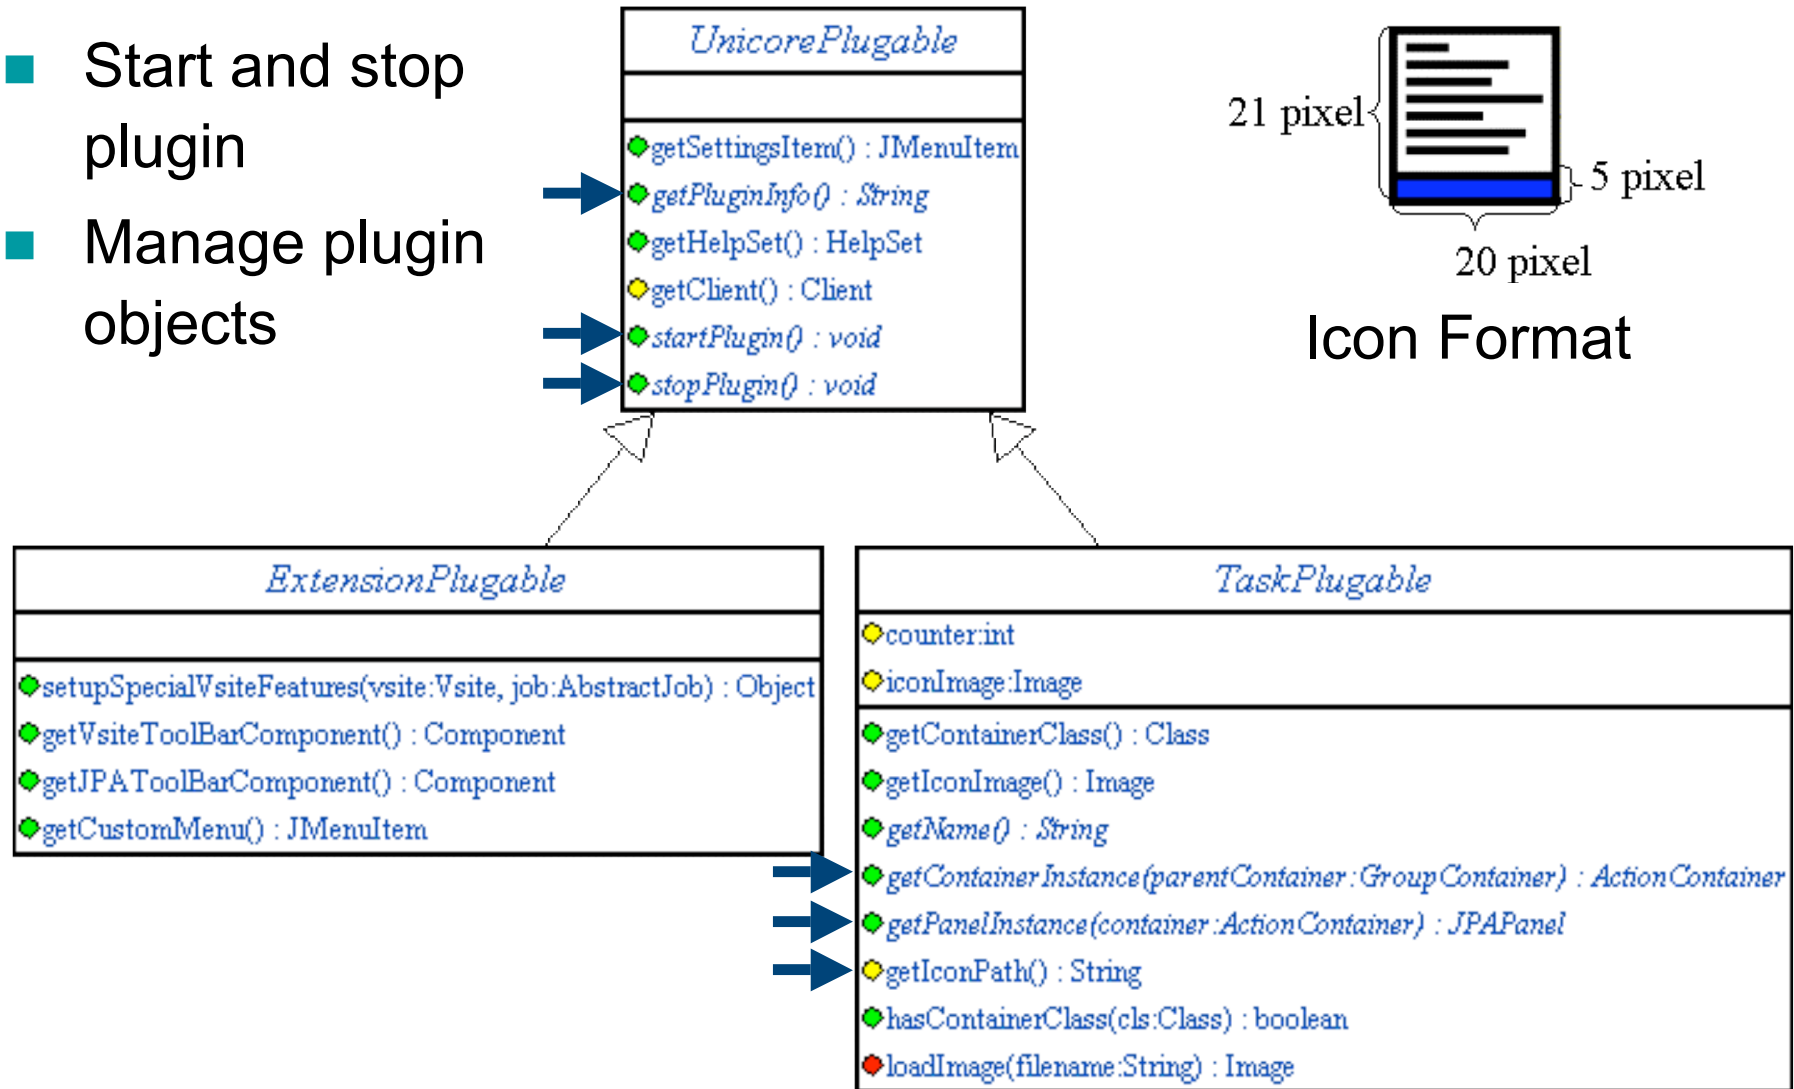 Start and stop
plugin
Manage plugin
objects
UnicorePlugable
getSettingsItem() : JMenuItem
getPluginInfo() : String
getHelpSet() : HelpSet
getClient() : Client
startPlugin() : void
stopPlugin() : void
21 pixel
5 pixel
20 pixel
Icon Format
ExtensionPlugable
setupSpecialVsiteFeatures(vsite:Vsite, job:AbstractJob) : Object
getVsiteToolBarComponent() : Component
getJPAToolBarComponent() : Component
getCustomMenu() : JMenuItem
TaskPlugable
counter:int
iconImage:Image
getContainerClass() : Class
getIconImage() : Image
getName() : String
getContainerInstance(parentContainer:GroupContainer) : ActionContainer
getPanelInstance(container:ActionContainer) : JPAPanel
getIconPath() : String
hasContainerClass(cls:Class) : boolean
loadImage(filename:String) : Image